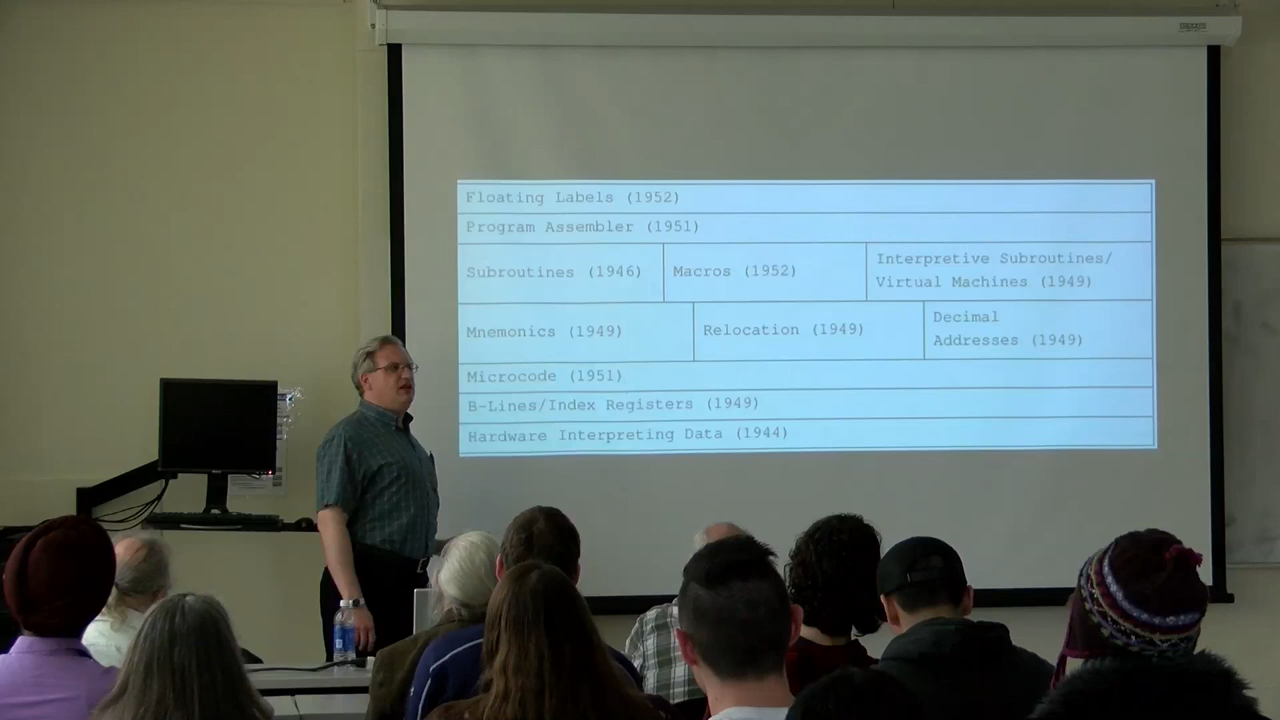 Floating Labels (1952)
Program Assembler (1951)
Subroutines (1946)
Macros (1952)
Interpretive Subroutines/
Virtual Machines (1949)
Mnemonics (1949)
Relocation (1949)
Decimal
Addresses (1949)
Microcode (1951)
B-Lines/Index Registers (1949)
Hardware Interpreting Data (1944)